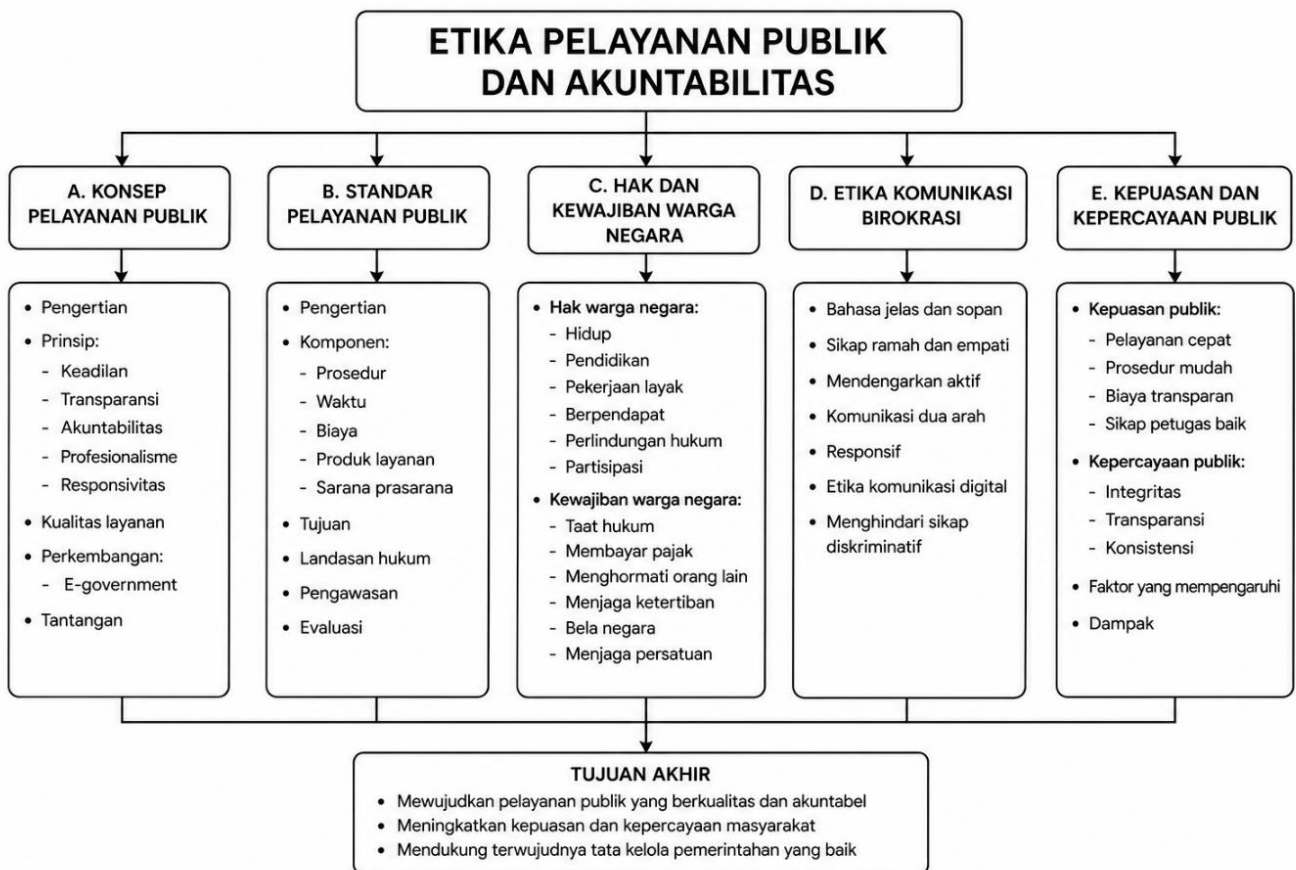 ETIKA PELAYANAN PUBLIK
DAN AKUNTABILITAS
A. KONSEP
PELAYANAN PUBLIK
• Pengertian
• Prinsip:
- Keadilan
- Transparansi
- Akuntabilitas
- Profesionalisme
- Responsivitas
• Kualitas layanan
• Perkembangan:
- E-government
• Tantangan
B. STANDAR
PELAYANAN PUBLIK
• Pengertian
• Komponen:
- Prosedur
- Waktu
- Biaya
- Produk layanan
- Sarana prasarana
• Tujuan
• Landasan hukum
• Pengawasan
• Evaluasi
C. HAK DAN
KEWAJIBAN WARGA
NEGARA
• Hak warga negara:
- Hidup
- Pendidikan
- Pekerjaan layak
- Berpendapat
- Perlindungan hukum
- Partisipasi
• Kewajiban warga negara:
- Taat hukum
- Membayar pajak
- Menghormati orang lain
- Menjaga ketertiban
- Bela negara
- Menjaga persatuan
D. ETIKA KOMUNIKASI
BIROKRASI
• Bahasa jelas dan sopan
• Sikap ramah dan empati
• Mendengarkan aktif
• Komunikasi dua arah
• Responsif
• Etika komunikasi digital
• Menghindari sikap
diskriminatif
E. KEPUASAN DAN
KEPERCAYAAN PUBLIK
• Kepuasan publik:
- Pelayanan cepat
- Prosedur mudah
- Biaya transparan
- Sikap petugas baik
• Kepercayaan publik:
- Integritas
- Transparansi
- Konsistensi
• Faktor yang mempengaruhi
• Dampak
TUJUAN AKHIR
• Mewujudkan pelayanan publik yang berkualitas dan akuntabel
• Meningkatkan kepuasan dan kepercayaan masyarakat
• Mendukung terwujudnya tata kelola pemerintahan yang baik